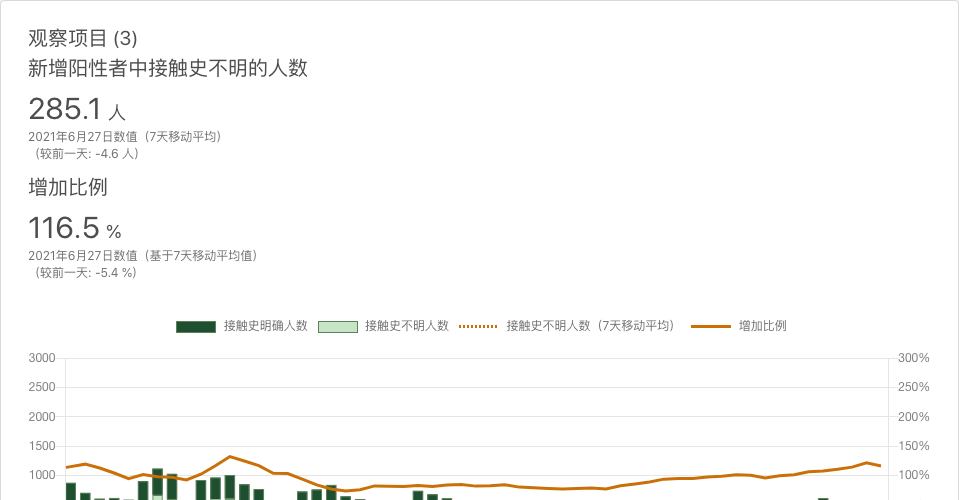 观察项目 (3)
新增阳性者中接触史不明的人数
285.1 人
2021年6月27日数值（7天移动平均）
（较前一天: -4.6 人）
增加比例
116.5 %
2021年6月27日数值（基于7天移动平均值）
（较前一天: -5.4 %）
接触史明确人数 接触史不明人数 接触史不明人数（7天移动平均） 增加比例
3000 300%
2500 250%
2000 200%
1500 150%
1000 100%